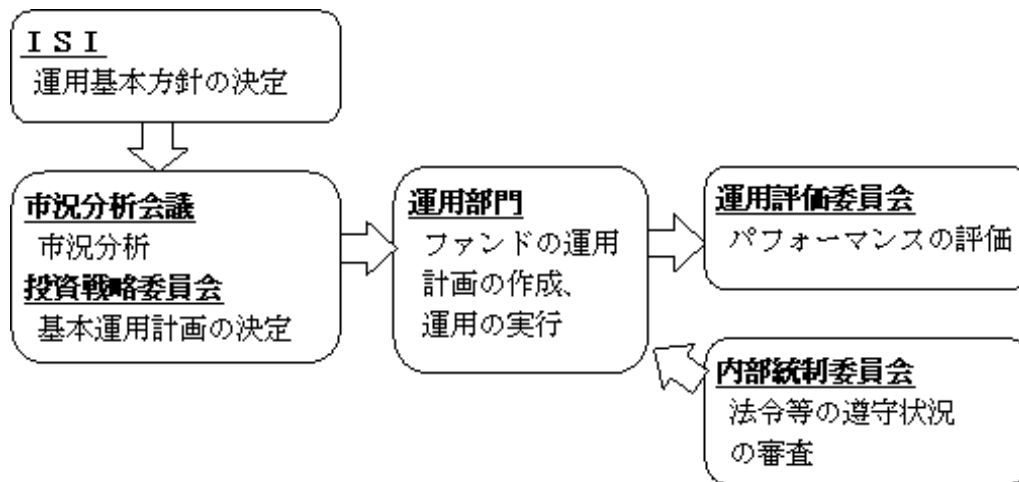 ＩＳＩ
運用基本方針の決定
市況分析会議
市況分析
投資戦略委員会
基本運用計画の決定
運用部門
ファンドの運用
計画の作成、
運用の実行
運用評価委員会
パフォーマンスの評価
内部統制委員会
法令等の遵守状況
の審査